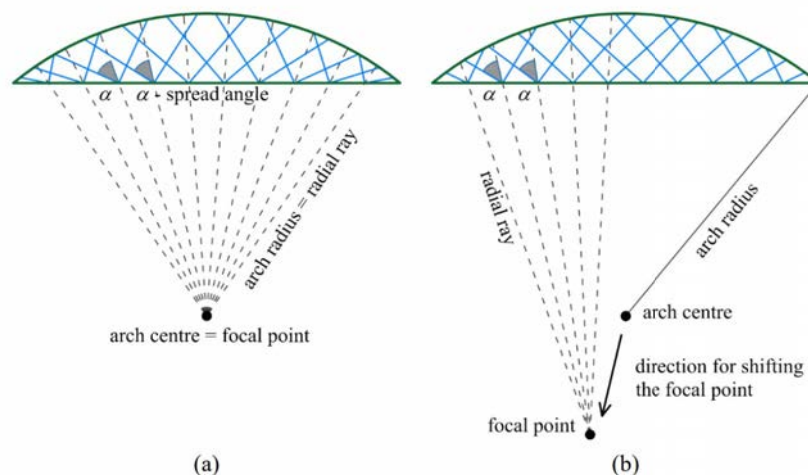 α α - spread angle
arch radius = radial ray
arch centre = focal point
(a)
α α
radial ray
arch radius
arch centre
direction for shifting
the focal point
focal point
(b)